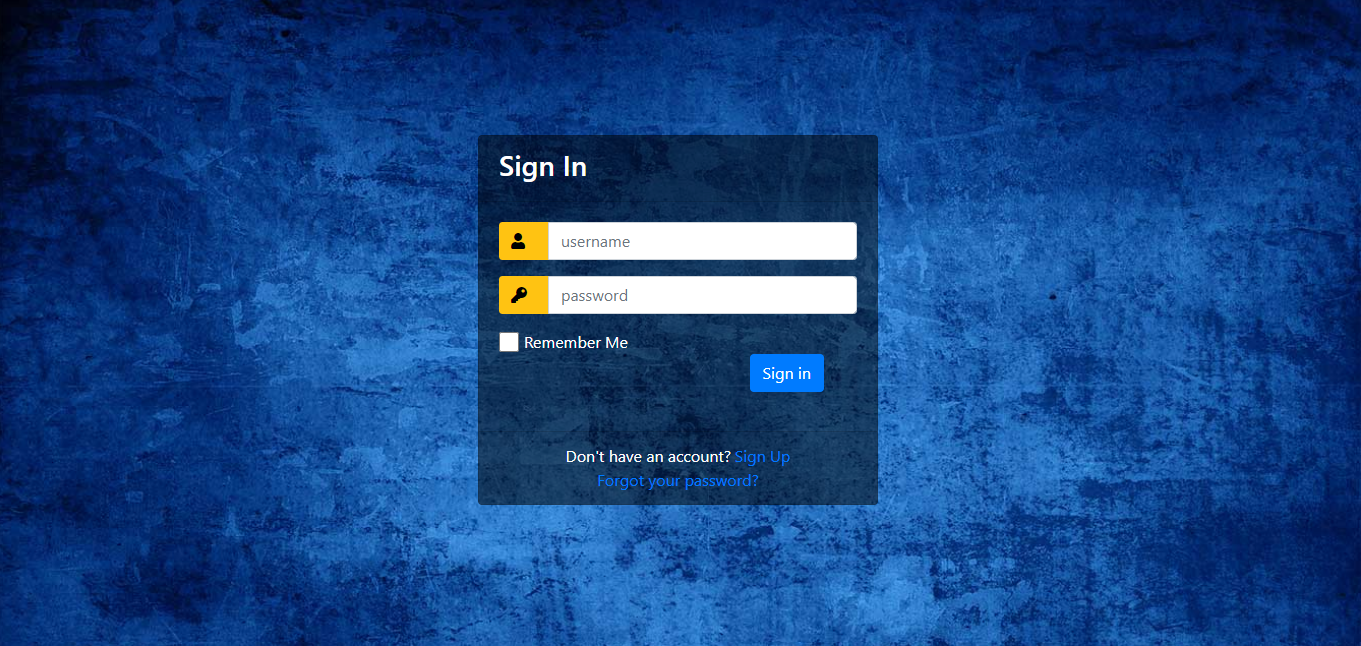 Sign In
username
password
Remember Me
Sign in
Don't have an account? Sign Up
Forgot your password?